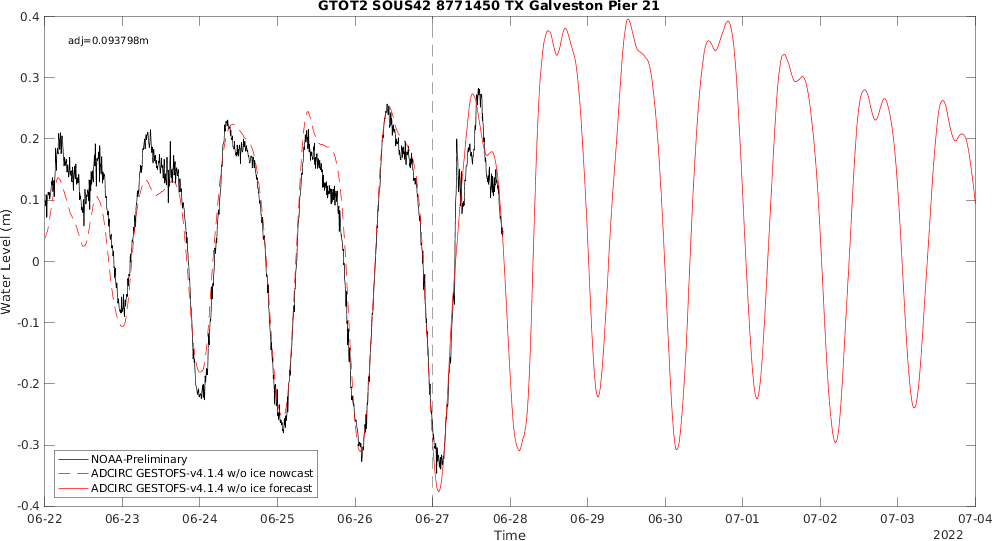 GTOT2 SOUS42 8771450 TX Galveston Pier 21
adj=0.093798m
Water Level (m)
0.4
0.3
0.2
0.1
0
-0.1
-0.2
-0.3
-0.4
NOAA-Preliminary
ADCIRC GESTOFS-v4.1.4 w/o ice nowcast
ADCIRC GESTOFS-v4.1.4 w/o ice forecast
06-22 06-23 06-24 06-25 06-26 06-27 06-28 06-29 06-30 07-01 07-02 07-03 07-04
Time
2022